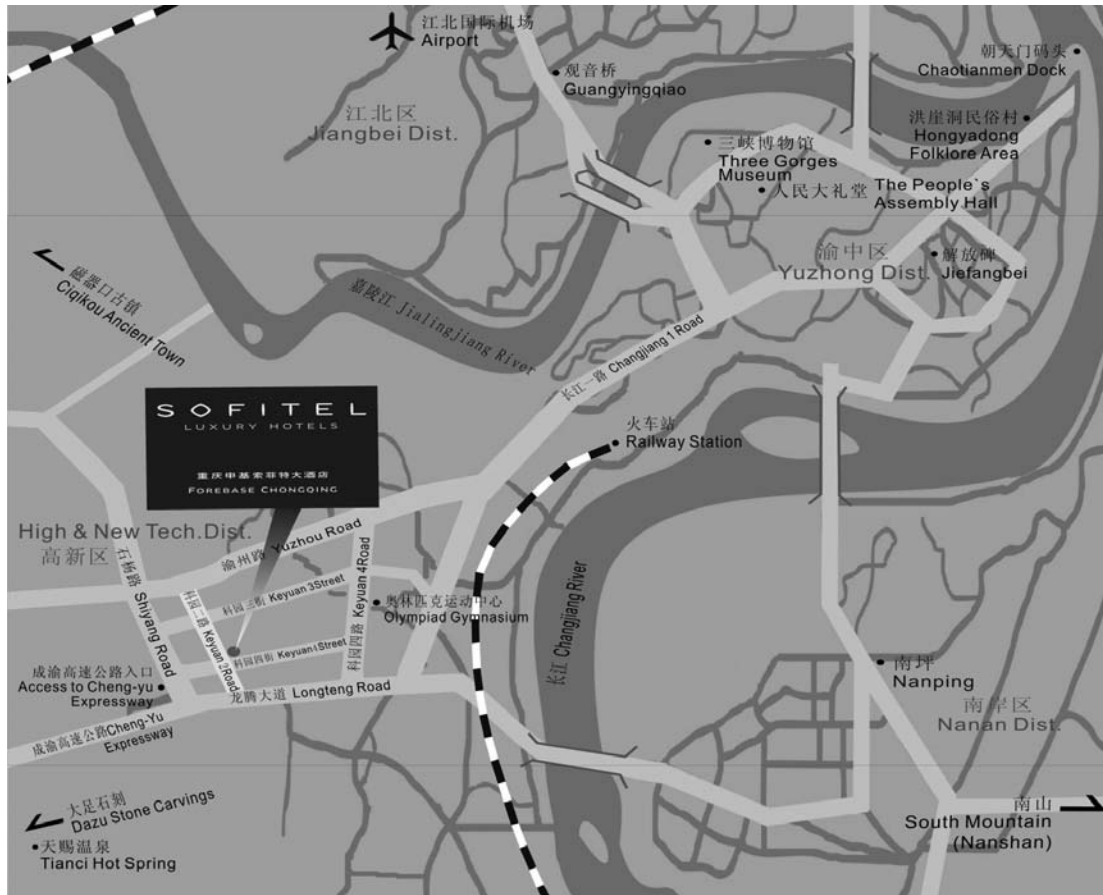 江北国际机场
Airport
朝天门码头
Chaotianmen Dock
观音桥
Guangyingqiao
江北区
Jiangbei Dist.
洪崖洞民俗村
Hongyadong
Folklore Area
三峡博物馆
Three Gorges
Museum
人民大礼堂
The People`s
Assembly Hall
渝中区
Yuzhong Dist.
解放碑
Jiefangbei
磁器口古镇
Ciqikou Ancient Town
嘉陵江 Jialingjiang River
长江一路 Changjiang 1 Road
SOFITEL
LUXURY HOTELS
重庆申基索菲特大酒店
FOREBASE CHONGQING
火车站
Railway Station
High & New Tech.Dist.
高新区
渝州路 Yuzhou Road
石杨路 Shiyang Road
科园二路 Keyuan 2Road
科园三街 Keyuan 3Street
科园四路 Keyuan 4Road
科园四街 Keyuan 4Street
奥林匹克运动中心
Olympiad Gymnasium
长江 Changjiang River
成渝高速公路入口
Access to Cheng-yu
Expressway
龙腾大道 Longteng Road
成渝高速公路Cheng-Yu
Expressway
南坪
Nanping
南岸区
Nanan Dist.
大足石刻
Dazu Stone Carvings
天赐温泉
Tianci Hot Spring
南山
South Mountain
(Nanshan)